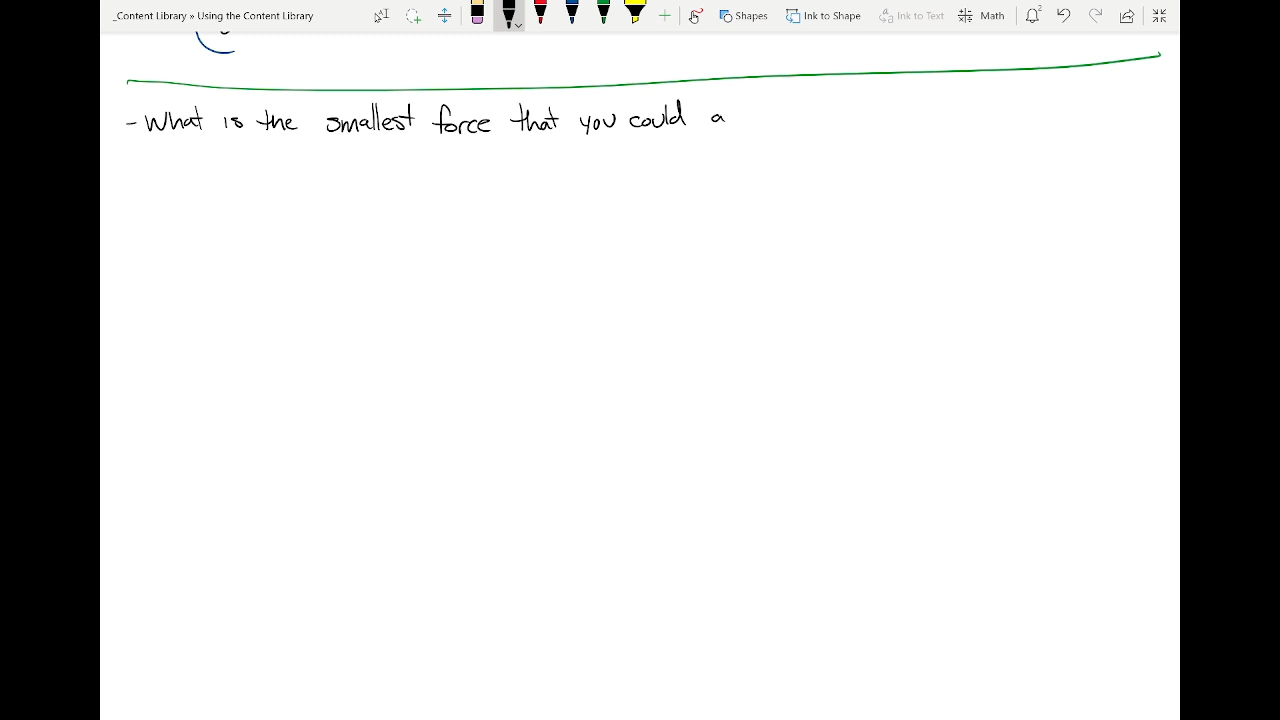 _Content Library » Using the Content Library
Shapes
Ink to Shape
Ink to Text
Math
2
- What is the smallest force that you could a